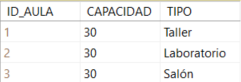 ID_AULA CAPACIDAD TIPO
1 30 Taller
2 30 Laboratorio
3 30 Salón